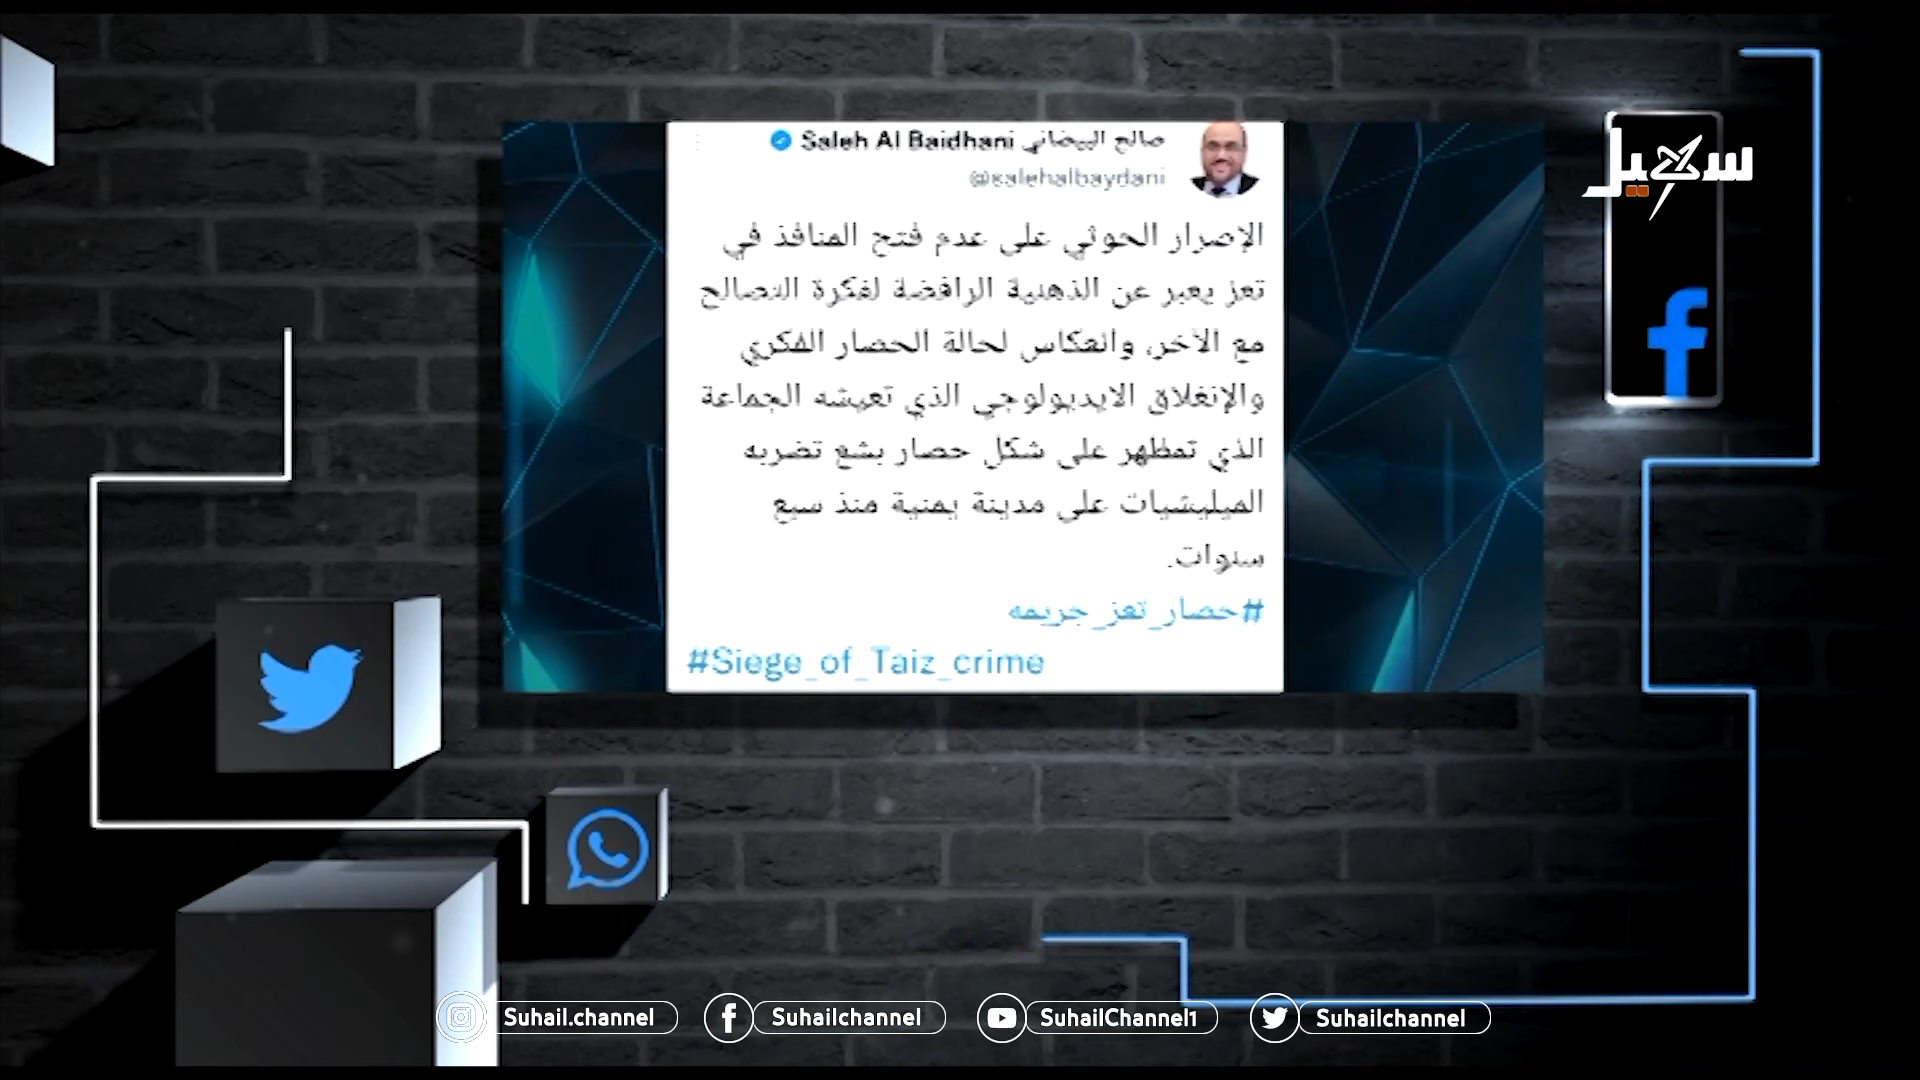 سهيل
صالح البيضاني Saleh Al Baidhani
@salehalbaydani
الإصرار الحوثي على عدم فتح المنافذ في
تعز يعبر عن الذهنية الرافضة لفكرة التصالح
مع الآخر، وانعكاس لحالة الحصار الفكري
والإنغلاق الايديولوجي الذي تعيشه الجماعة
الذي تمظهر على شكل حصار بشع تضربه
الميليشيات على مدينة يمنية منذ سبع
سنوات.
#حصار_تعز_جريمه
#Siege_of_Taiz_crime
Suhail.channel
Suhailchannel
SuhailChannel1
Suhailchannel